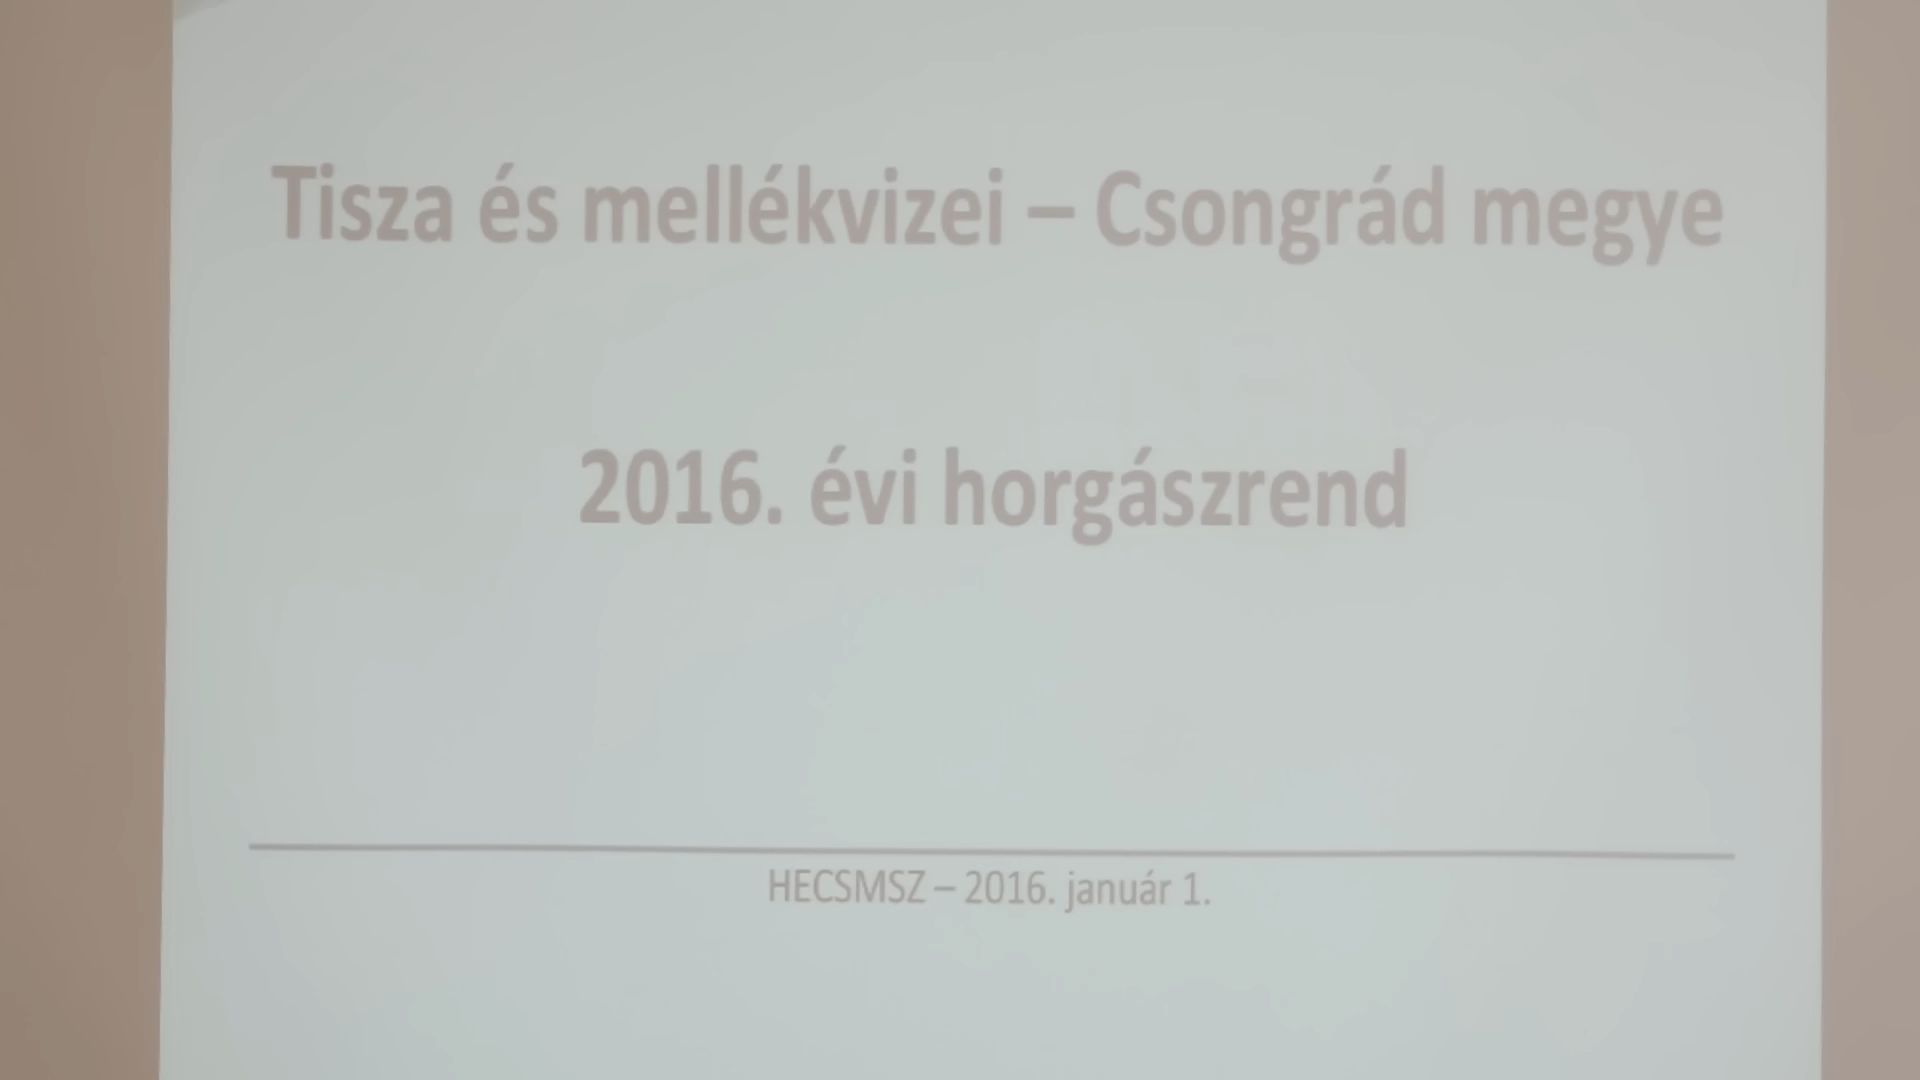 Tisza és mellékvizei – Csongrád megye
2016. évi horgászrend
HECSMSZ – 2016. január 1.